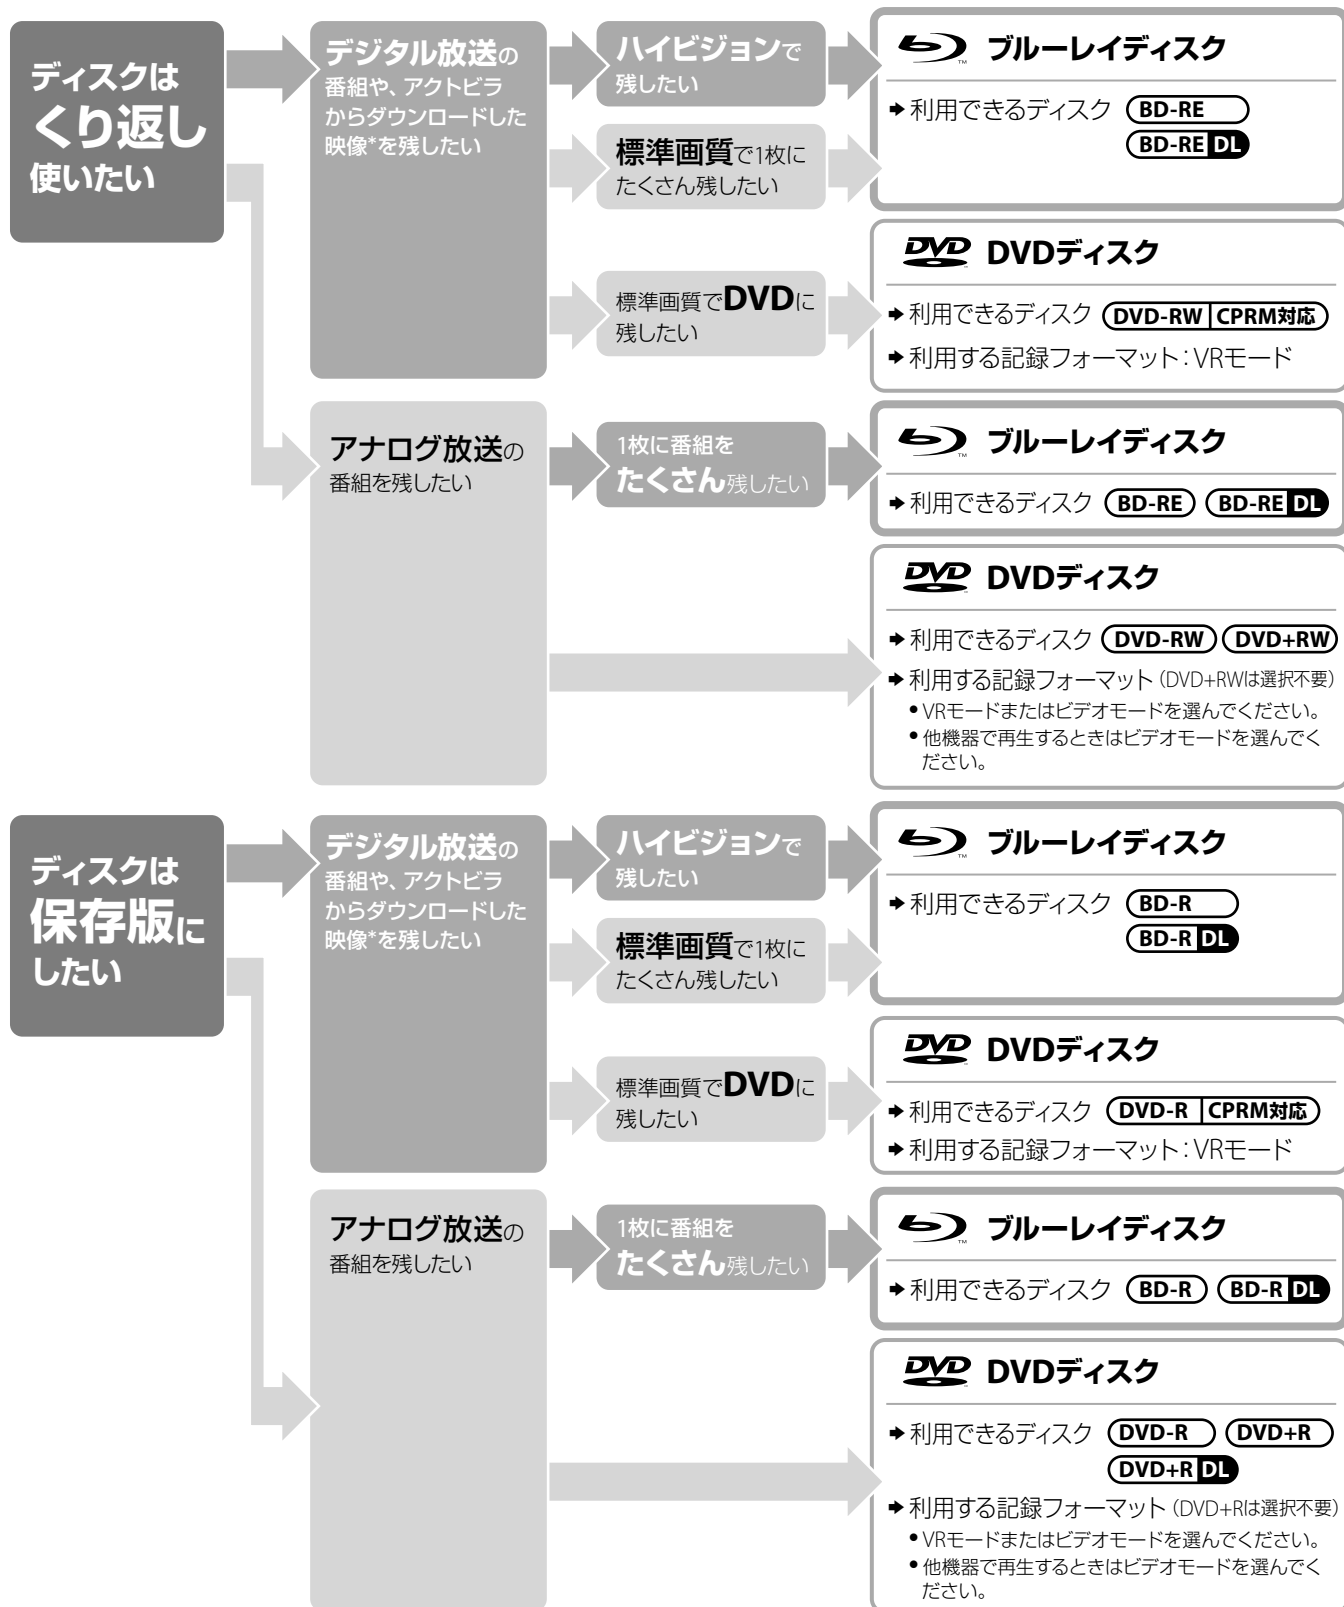 ディスクは
くり返し
使いたい
デジタル放送の
番組や、アクトビラ
からダウンロードした
映像*を残したい
ハイビジョンで
残したい
標準画質で1枚に
たくさん残したい
ブルーレイディスク
利用できるディスク BD-RE
BD-RE DL
標準画質でDVDに
残したい
DVD DVDディスク
利用できるディスク DVD-RW CPRM対応
利用する記録フォーマット：VRモード
アナログ放送の
番組を残したい
1枚に番組を
たくさん残したい
ブルーレイディスク
利用できるディスク BD-RE BD-RE DL
DVD DVDディスク
利用できるディスク DVD-RW DVD+RW
利用する記録フォーマット（DVD+RWは選択不要）
•VRモードまたはビデオモードを選んでください。
•他機器で再生するときはビデオモードを選んでく
ださい。
ディスクは
保存版に
したい
デジタル放送の
番組や、アクトビラ
からダウンロードした
映像*を残したい
ハイビジョンで
残したい
標準画質で1枚に
たくさん残したい
ブルーレイディスク
利用できるディスク BD-R
BD-R DL
標準画質でDVDに
残したい
DVD DVDディスク
利用できるディスク DVD-R CPRM対応
利用する記録フォーマット：VRモード
アナログ放送の
番組を残したい
1枚に番組を
たくさん残したい
ブルーレイディスク
利用できるディスク BD-R BD-R DL
DVD DVDディスク
利用できるディスク DVD-R DVD+R
DVD+R DL
利用する記録フォーマット（DVD+Rは選択不要）
•VRモードまたはビデオモードを選んでください。
•他機器で再生するときはビデオモードを選んでく
ださい。